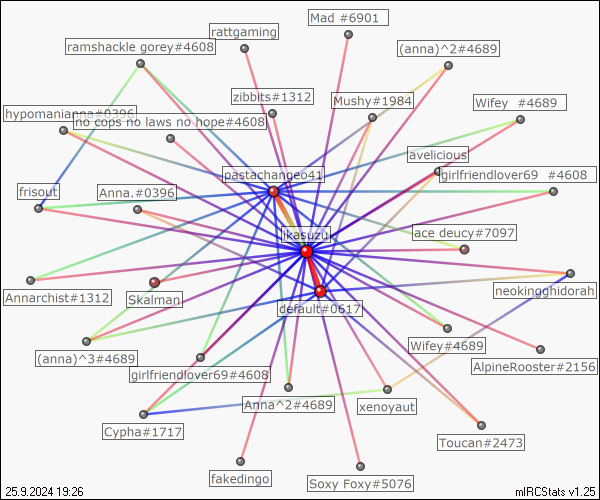 Mad #6901
rattgaming
ramshackle gorey#4608
(anna)^2#4689
zibbits#1312
Mushy#1984
Wifey  #4689
hypomanianna#0396
no cops no laws no hope#4608
avelicious
pastachangeo41
girlfriendlover69  #4608
frisout
Anna.#0396
ikasuzu
ace deucy#7097
Annarchist#1312
Skalman
neokingghidorah
default#0617
(anna)^3#4689
Wifey#4689
girlfriendlover69#4608
AlpineRooster#2156
Anna^2#4689
xenoyaut
Cypha#1717
Toucan#2473
fakedingo
Soxy Foxy#5076
25.9.2024 19:26
mIRCStats v1.25